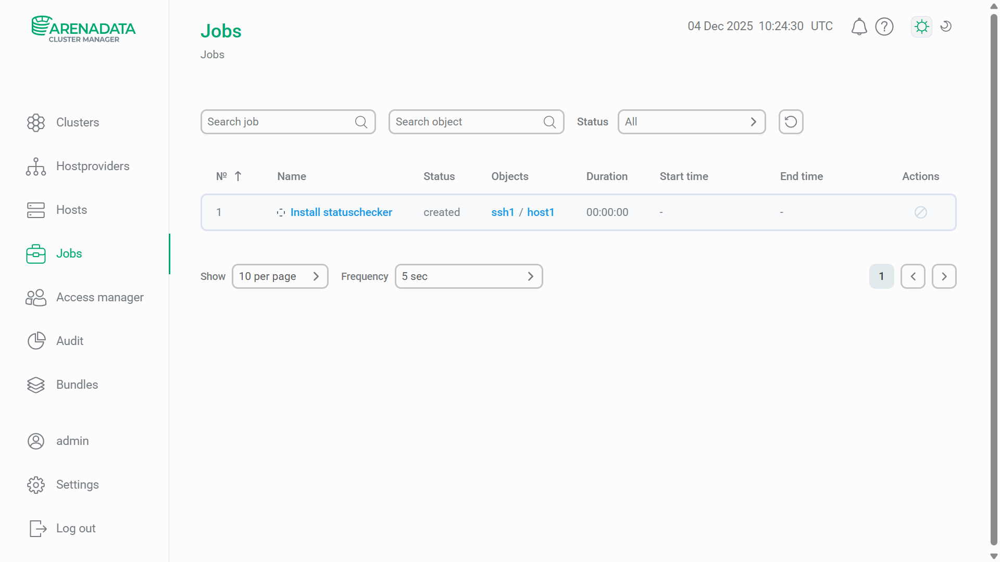 ARENADATA
CLUSTER MANAGER
Clusters
Hostproviders
Hosts
Jobs
Access manager
Audit
Bundles
admin
Settings
Log out
Jobs
Jobs
04 Dec 2025 10:24:30 UTC
Search job
Search object
Status All
№ Name Status Objects Duration Start time End time Actions
1 Install statuschecker created ssh1 / host1 00:00:00 - -
Show 10 per page Frequency 5 sec 1